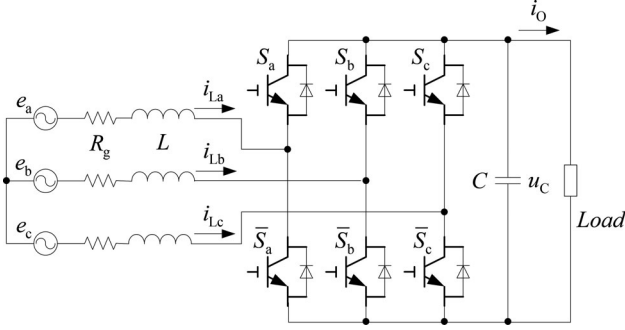 i_O
S_a S_b S_c
e_a i_La
R_g L
e_b i_Lb
C u_C
Load
e_c i_Lc
S̄_a S̄_b S̄_c